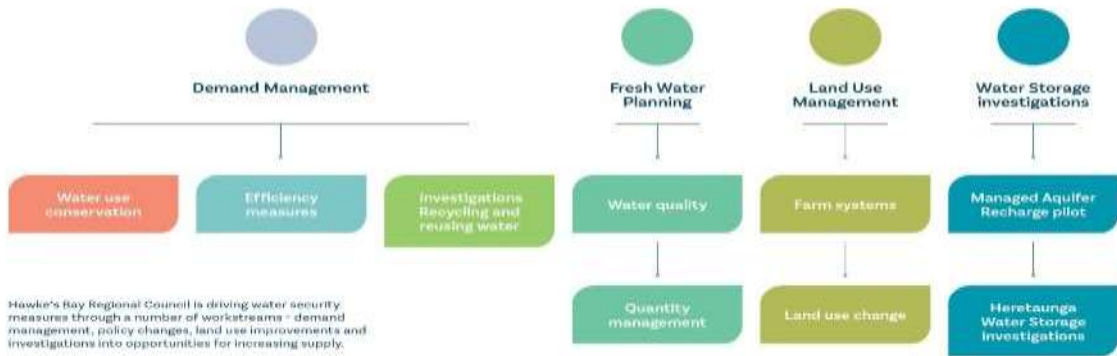 Demand Management
Fresh Water
Planning
Land Use
Management
Water Storage
investigations
Water use
conservation
Efficiency
measures
Investigations
Recycling and
reusing water
Water quality
Farm systems
Managed Aquifer
Recharge pilot
Quantity
management
Land use change
Heretaunga
Water Storage
investigations
Hawke's Bay Regional Council is driving water security
measures through a number of workstreams - demand
management, policy changes, land use improvements and
investigations into opportunities for increasing supply.